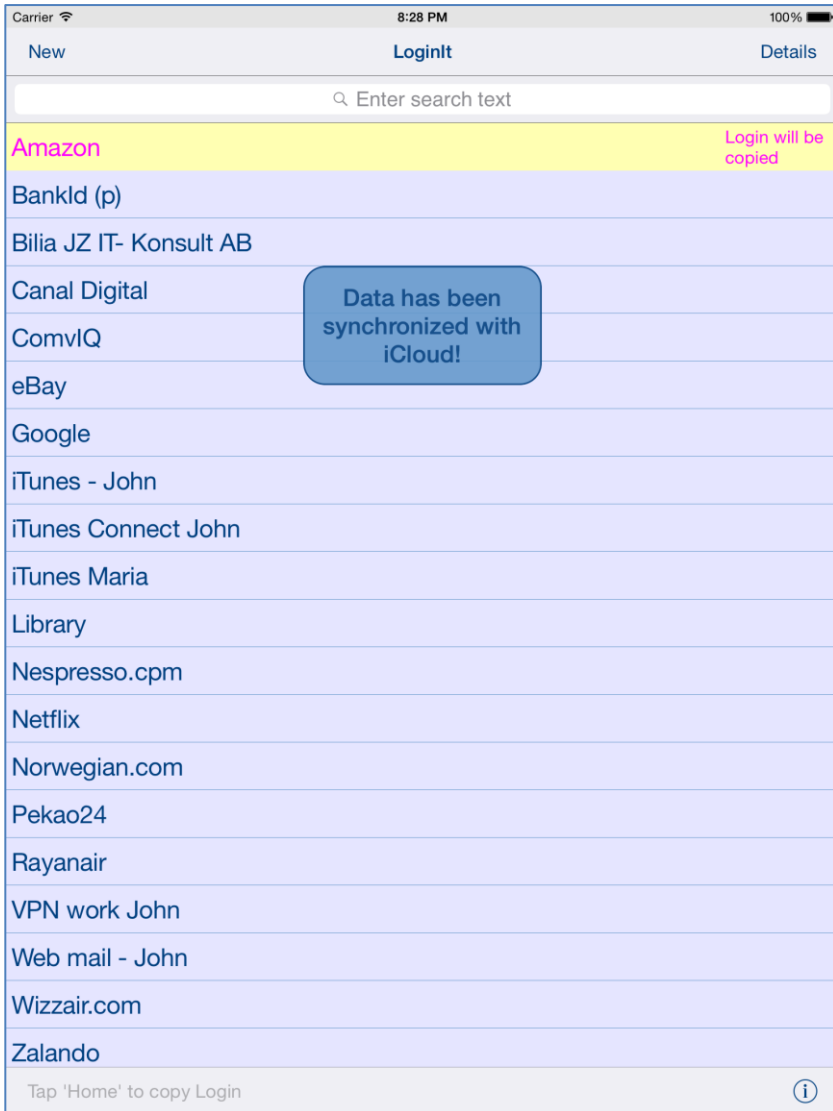 Carrier 8:28 PM 100%
New LoginIt Details
Enter search text
Amazon Login will be
copied
BankId (p)
Bilia JZ IT- Konsult AB
Canal Digital
Data has been
synchronized with
iCloud!
ComvIQ
eBay
Google
iTunes - John
iTunes Connect John
iTunes Maria
Library
Nespresso.cpm
Netflix
Norwegian.com
Pekao24
Rayanair
VPN work John
Web mail - John
Wizzair.com
Zalando
Tap 'Home' to copy Login